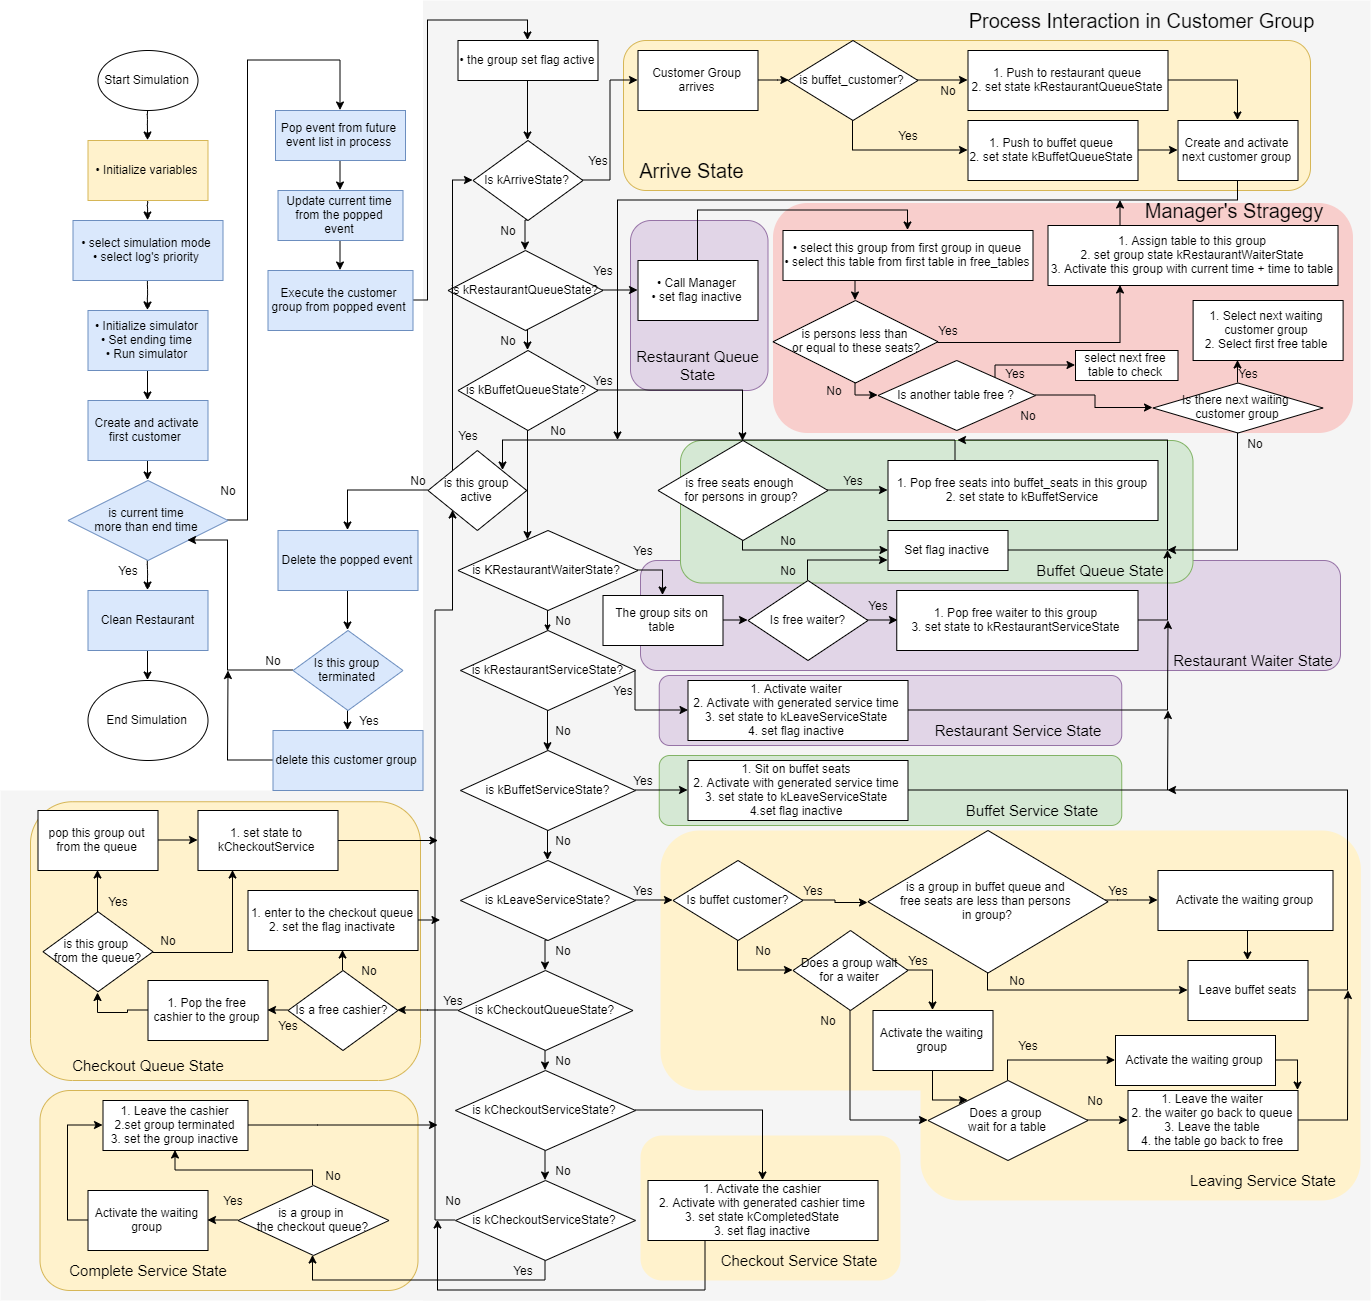 Process Interaction in Customer Group
Start Simulation
• Initialize variables
• select simulation mode
• select log's priority
• Initialize simulator
• Set ending time
• Run simulator
Create and activate
first customer
is current time
more than end time
No
Yes
Clean Restaurant
End Simulation
Pop event from future
event list in process
Update current time
from the popped
event
Execute the customer
group from popped event
No
Delete the popped event
Is this group
terminated
No
Yes
delete this customer group
• the group set flag active
Is kArriveState?
Yes
No
is kRestaurantQueueState?
Yes
No
is kBuffetQueueState?
Yes
Yes
No
is this group
active
is KRestaurantWaiterState?
Yes
No
is kRestaurantServiceState?
Yes
No
is kBuffetServiceState?
Yes
No
is kLeaveServiceState?
Yes
No
is kCheckoutQueueState?
Yes
No
is kCheckoutServiceState?
No
is kCheckoutServiceState?
No
Yes
Customer Group
arrives
is buffet_customer?
No
Yes
1. Push to restaurant queue
2. set state kRestaurantQueueState
1. Push to buffet queue
2. set state kBuffetQueueState
Create and activate
next customer group
Arrive State
• Call Manager
• set flag inactive
Restaurant Queue
State
Manager's Stragegy
• select this group from first group in queue
• select this table from first table in free_tables
1. Assign table to this group
2. set group state kRestaurantWaiterState
3. Activate this group with current time + time to table
is persons less than
or equal to these seats?
Yes
No
Is another table free ?
Yes
No
select next free
table to check
1. Select next waiting
customer group
2. Select first free table
Yes
Is there next waiting
customer group
No
is free seats enough
for persons in group?
Yes
No
1. Pop free seats into buffet_seats in this group
2. set state to kBuffetService
Set flag inactive
Buffet Queue State
The group sits on
table
Is free waiter?
No
Yes
1. Pop free waiter to this group
3. set state to kRestaurantServiceState
Restaurant Waiter State
1. Activate waiter
2. Activate with generated service time
3. set state to kLeaveServiceState
4. set flag inactive
Restaurant Service State
1. Sit on buffet seats
2. Activate with generated service time
3. set state to kLeaveServiceState
4.set flag inactive
Buffet Service State
Is buffet customer?
Yes
No
is a group in buffet queue and
free seats are less than persons
in group?
Yes
No
Activate the waiting group
Leave buffet seats
Does a group wait
for a waiter
Yes
No
Activate the waiting
group
Does a group
wait for a table
Yes
No
Activate the waiting group
1. Leave the waiter
2. the waiter go back to queue
3. Leave the table
4. the table go back to free
Leaving Service State
pop this group out
from the queue
1. set state to
kCheckoutService
Yes
is this group
from the queue?
No
1. enter to the checkout queue
2. set the flag inactivate
No
1. Pop the free
cashier to the group
Yes
Is a free cashier?
Checkout Queue State
1. Leave the cashier
2.set group terminated
3. set the group inactive
No
Activate the waiting
group
Yes
is a group in
the checkout queue?
Complete Service State
1. Activate the cashier
2. Activate with generated cashier time
3. set state kCompletedState
3. set flag inactive
Checkout Service State